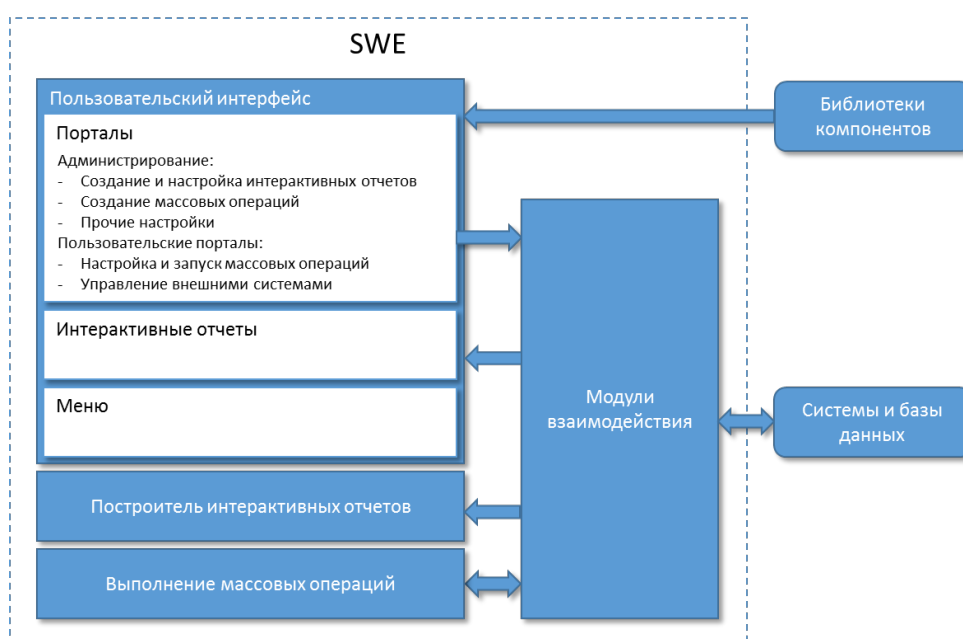 SWE
Пользовательский интерфейс
Порталы
Администрирование:
- Создание и настройка интерактивных отчетов
- Создание массовых операций
- Прочие настройки
Пользовательские порталы:
- Настройка и запуск массовых операций
- Управление внешними системами
Интерактивные отчеты
Меню
Построитель интерактивных отчетов
Выполнение массовых операций
Модули
взаимодействия
Библиотеки
компонентов
Системы и базы
данных